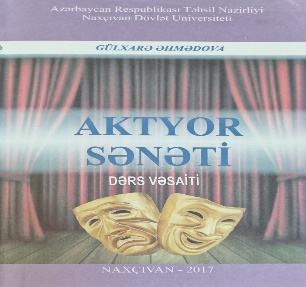 Azərbaycan Respublikası Təhsil Nazirliyi
Naxçıvan Dövlət Universiteti
GÜLXARƏ ƏHMƏDOVA
AKTYOR
SƏNƏTİ
DƏRS VƏSAİTİ
NAXÇIVAN - 2017